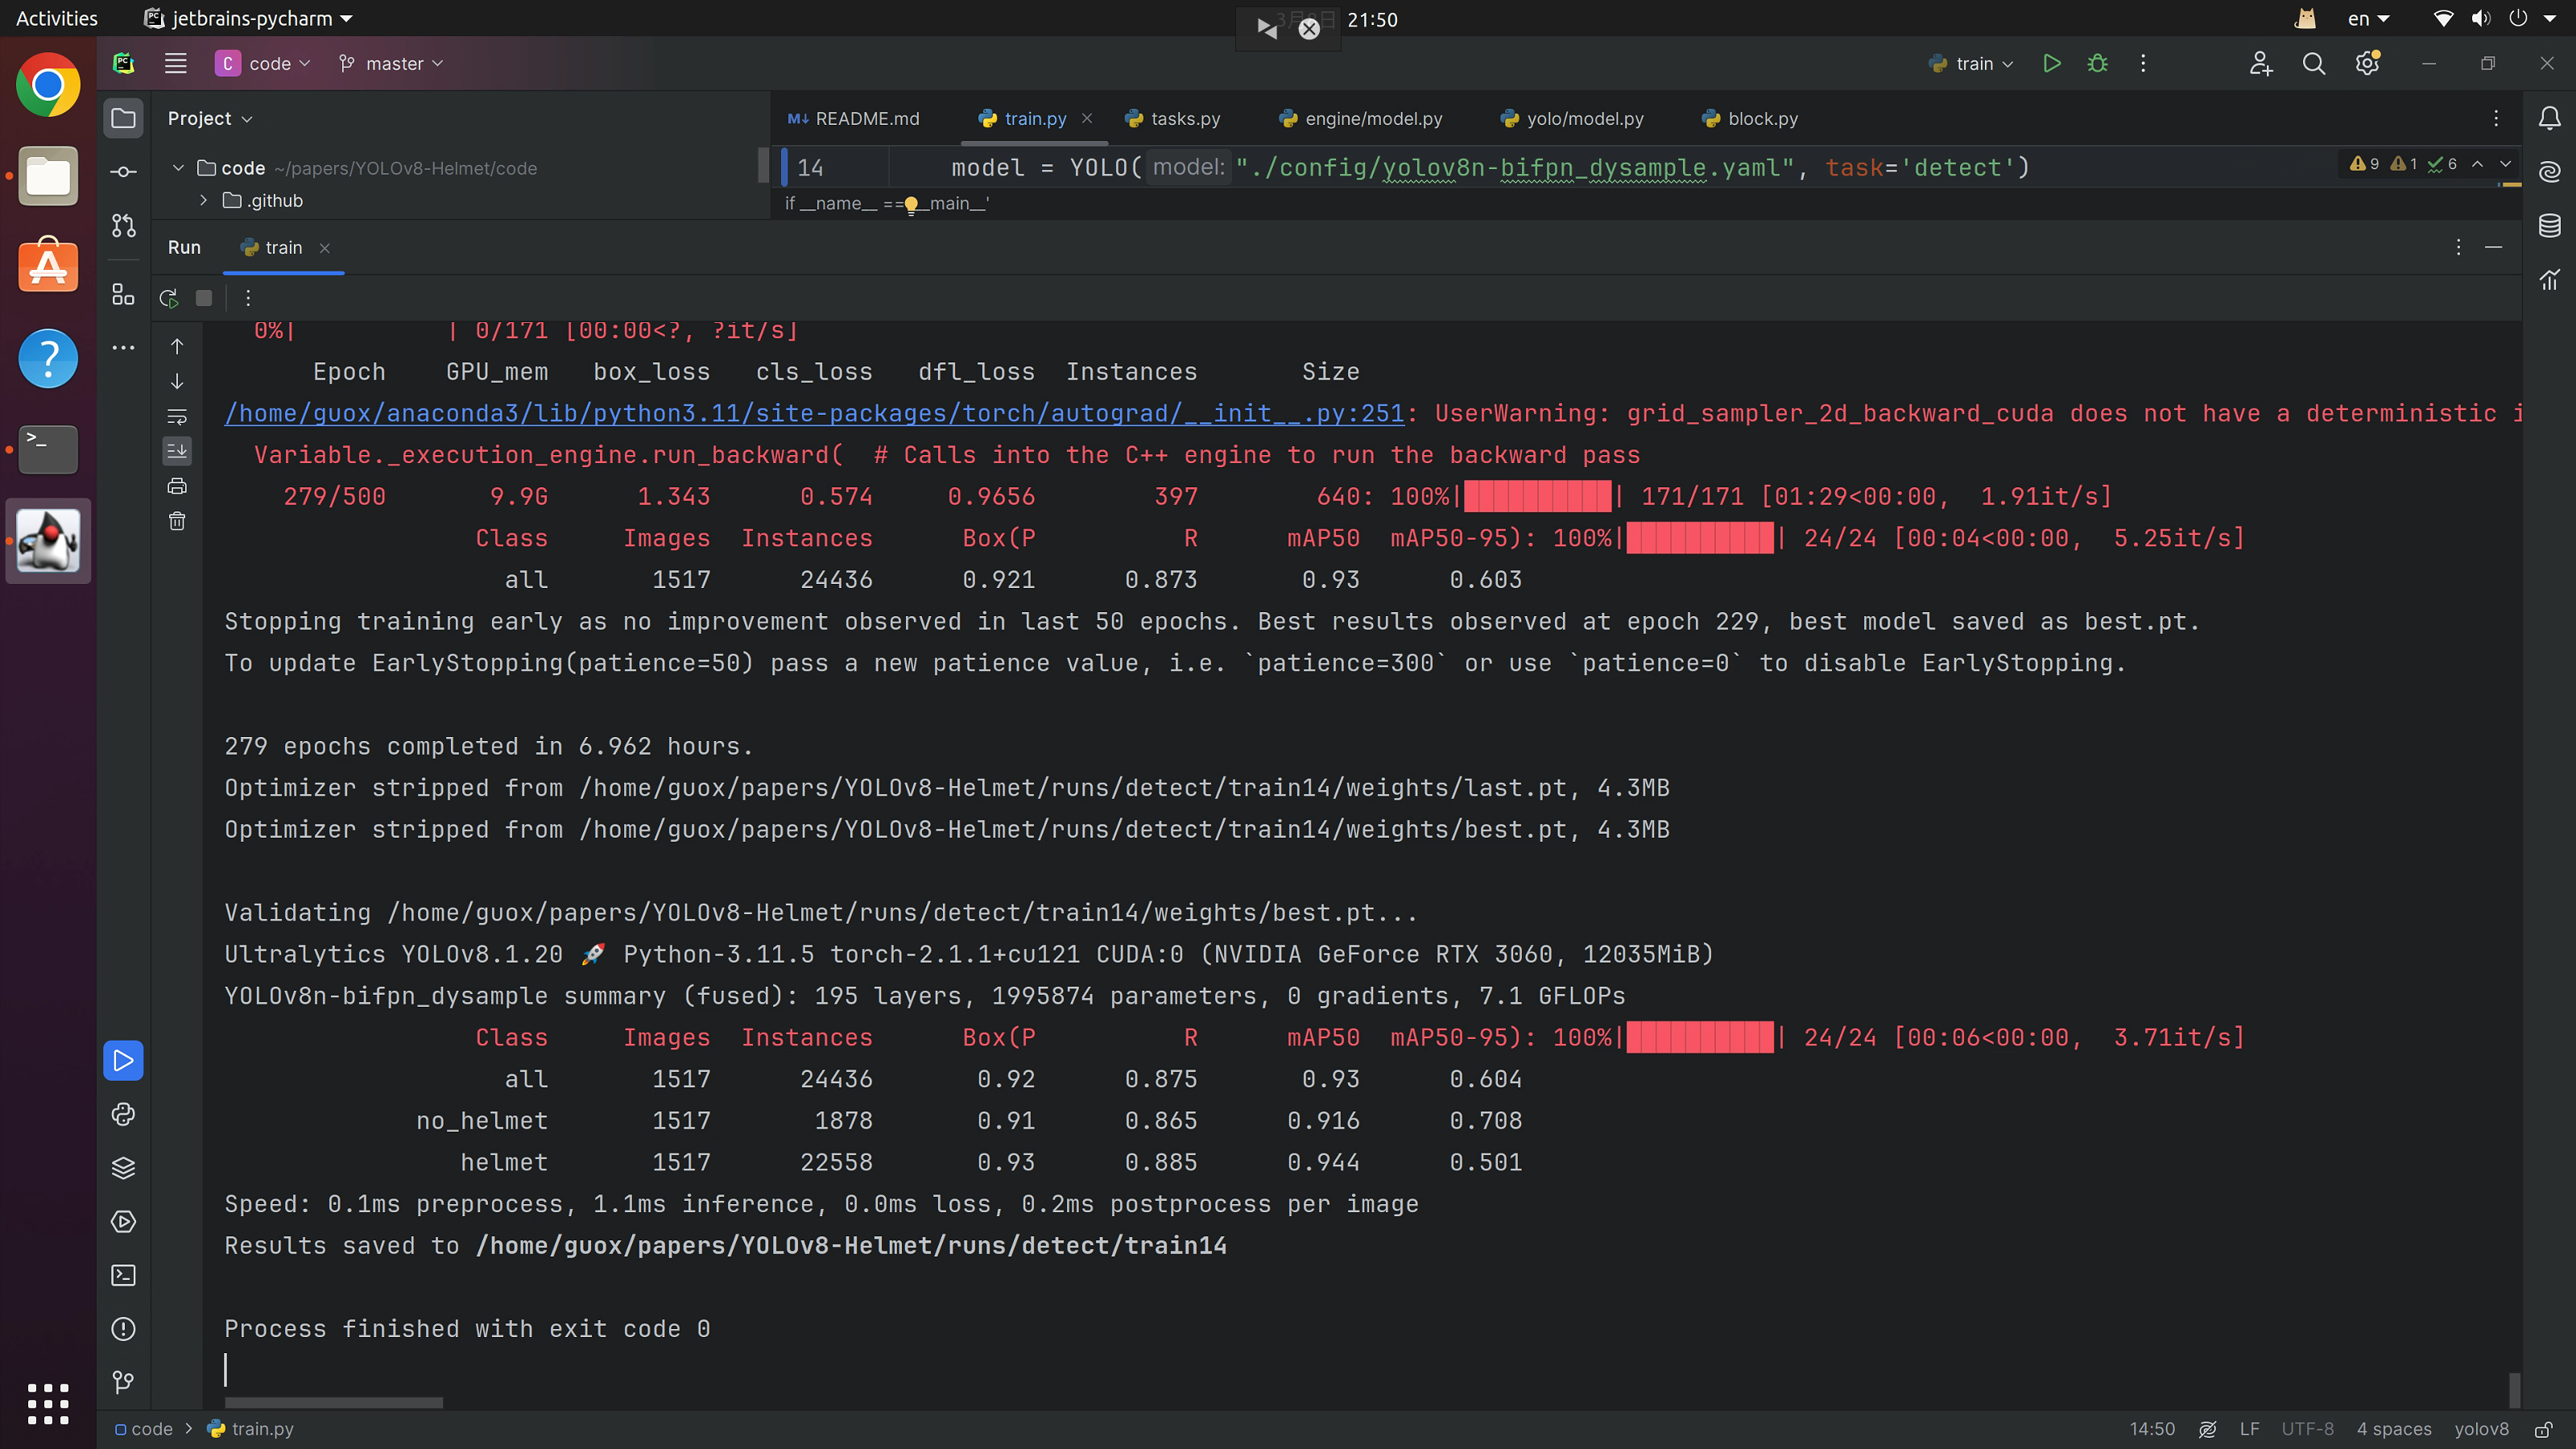 Activities jetbrains-pycharm 21:50 en
code master train
Project README.md train.py tasks.py engine/model.py yolo/model.py block.py
code ~/papers/YOLOv8-Helmet/code
.github
14 model = YOLO( model: "./config/yolov8n-bifpn_dysample.yaml", task='detect') 9 1 6
if __name__ == '__main__'
Run train
0%| | 0/171 [00:00<?, ?it/s]
Epoch GPU_mem box_loss cls_loss dfl_loss Instances Size
/home/guox/anaconda3/lib/python3.11/site-packages/torch/autograd/__init__.py:251: UserWarning: grid_sampler_2d_backward_cuda does not have a deterministic i
Variable._execution_engine.run_backward( # Calls into the C++ engine to run the backward pass
279/500 9.9G 1.343 0.574 0.9656 397 640: 100%|██████████| 171/171 [01:29<00:00, 1.91it/s]
Class Images Instances Box(P R mAP50 mAP50-95): 100%|██████████| 24/24 [00:04<00:00, 5.25it/s]
all 1517 24436 0.921 0.873 0.93 0.603
Stopping training early as no improvement observed in last 50 epochs. Best results observed at epoch 229, best model saved as best.pt.
To update EarlyStopping(patience=50) pass a new patience value, i.e. `patience=300` or use `patience=0` to disable EarlyStopping.
279 epochs completed in 6.962 hours.
Optimizer stripped from /home/guox/papers/YOLOv8-Helmet/runs/detect/train14/weights/last.pt, 4.3MB
Optimizer stripped from /home/guox/papers/YOLOv8-Helmet/runs/detect/train14/weights/best.pt, 4.3MB
Validating /home/guox/papers/YOLOv8-Helmet/runs/detect/train14/weights/best.pt...
Ultralytics YOLOv8.1.20 🚀 Python-3.11.5 torch-2.1.1+cu121 CUDA:0 (NVIDIA GeForce RTX 3060, 12035MiB)
YOLOv8n-bifpn_dysample summary (fused): 195 layers, 1995874 parameters, 0 gradients, 7.1 GFLOPs
Class Images Instances Box(P R mAP50 mAP50-95): 100%|██████████| 24/24 [00:06<00:00, 3.71it/s]
all 1517 24436 0.92 0.875 0.93 0.604
no_helmet 1517 1878 0.91 0.865 0.916 0.708
helmet 1517 22558 0.93 0.885 0.944 0.501
Speed: 0.1ms preprocess, 1.1ms inference, 0.0ms loss, 0.2ms postprocess per image
Results saved to /home/guox/papers/YOLOv8-Helmet/runs/detect/train14
Process finished with exit code 0
code > train.py 14:50 LF UTF-8 4 spaces yolov8